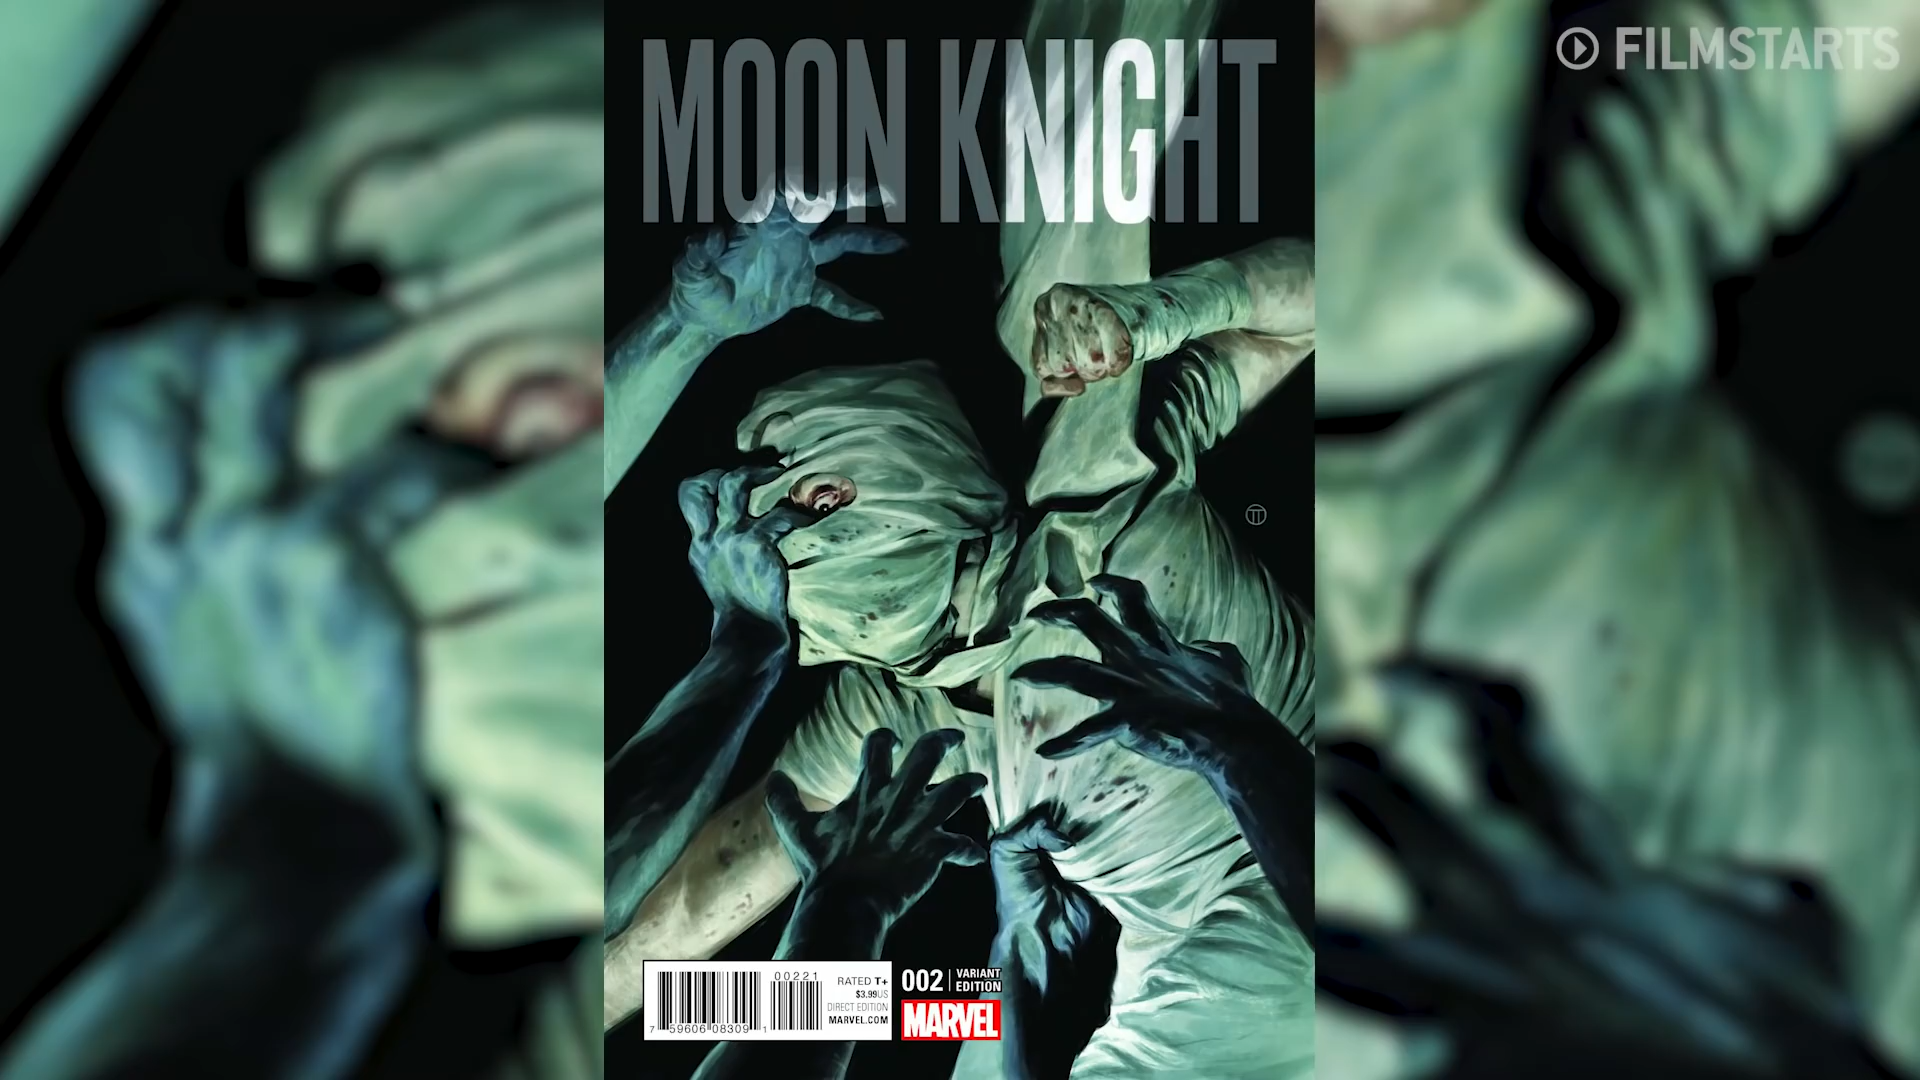 FILMSTARTS
MOON KNIGHT
00221
RATED T+
$3.99US
DIRECT EDITION
MARVEL.COM
7 59606 08309 1
002 VARIANT
EDITION
MARVEL